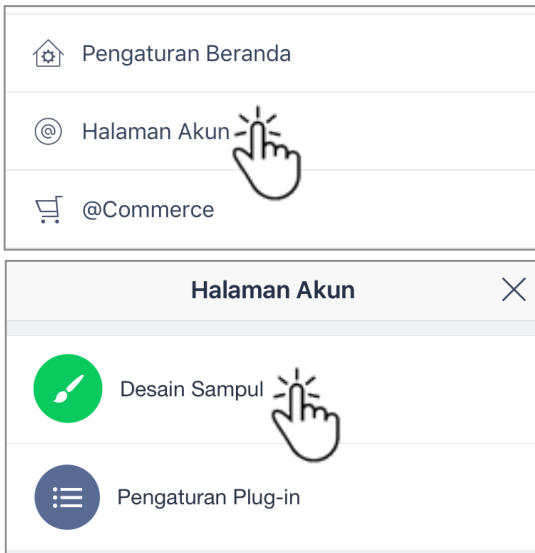 Pengaturan Beranda
Halaman Akun
@Commerce
Halaman Akun
Desain Sampul
Pengaturan Plug-in